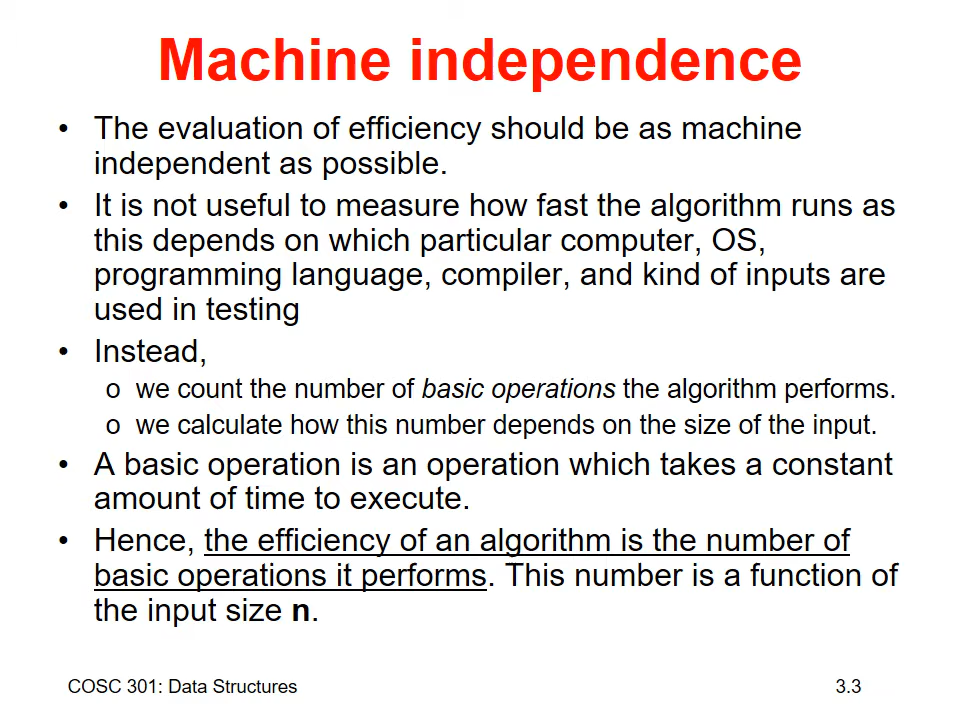 Machine independence
• The evaluation of efficiency should be as machine
independent as possible.
• It is not useful to measure how fast the algorithm runs as
this depends on which particular computer, OS,
programming language, compiler, and kind of inputs are
used in testing
• Instead,
o we count the number of basic operations the algorithm performs.
o we calculate how this number depends on the size of the input.
• A basic operation is an operation which takes a constant
amount of time to execute.
• Hence, the efficiency of an algorithm is the number of
basic operations it performs. This number is a function of
the input size n.
COSC 301: Data Structures 3.3